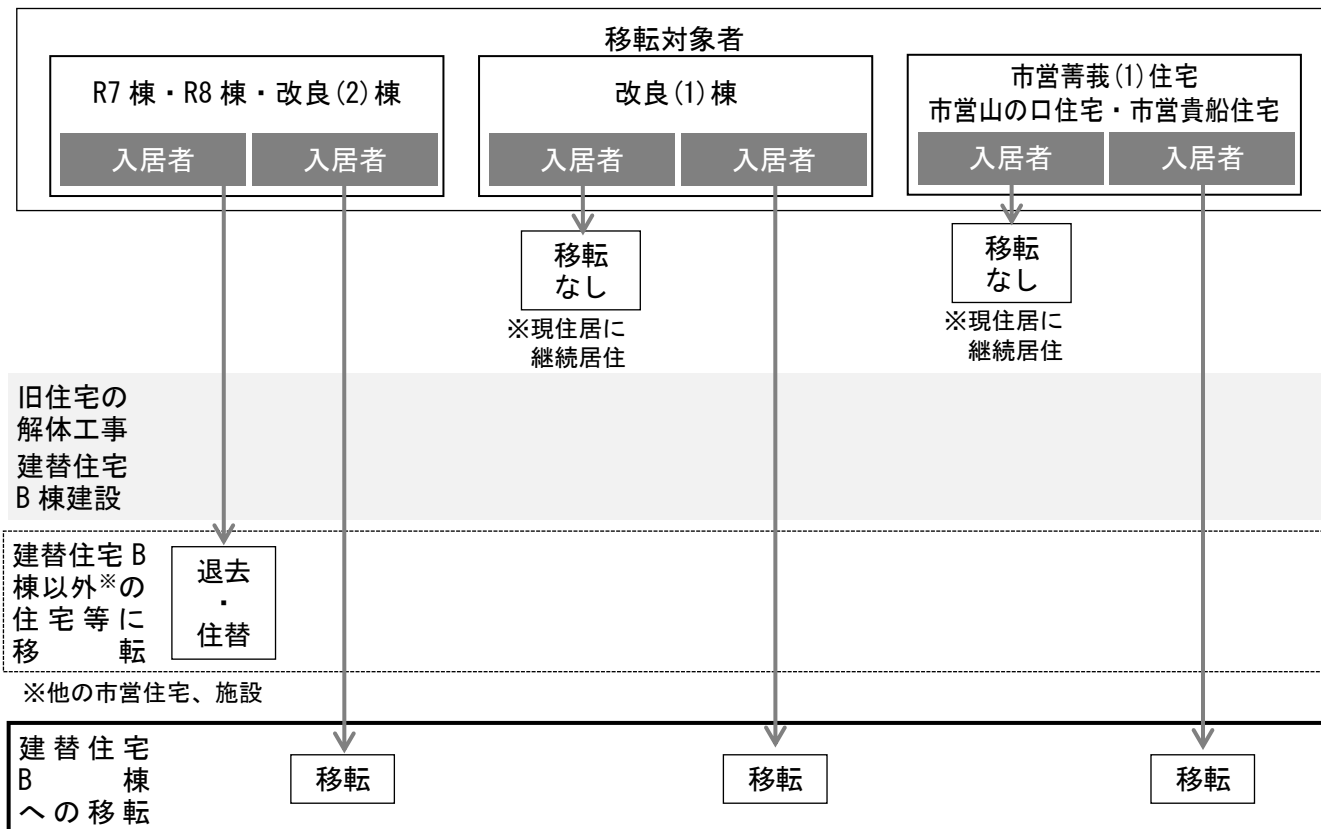 移転対象者
R7棟・R8棟・改良(2)棟
入居者
入居者
改良(1)棟
入居者
入居者
市営菁莪(1)住宅
市営山の口住宅・市営貴船住宅
入居者
入居者
移転
なし
※現住居に
継続居住
移転
なし
※現住居に
継続居住
旧住宅の
解体工事
建替住宅
B棟建設
建替住宅B
棟以外※の
住宅等に
移転
退去
・
住替
※他の市営住宅、施設
建替住宅
B棟
への移転
移転
移転
移転